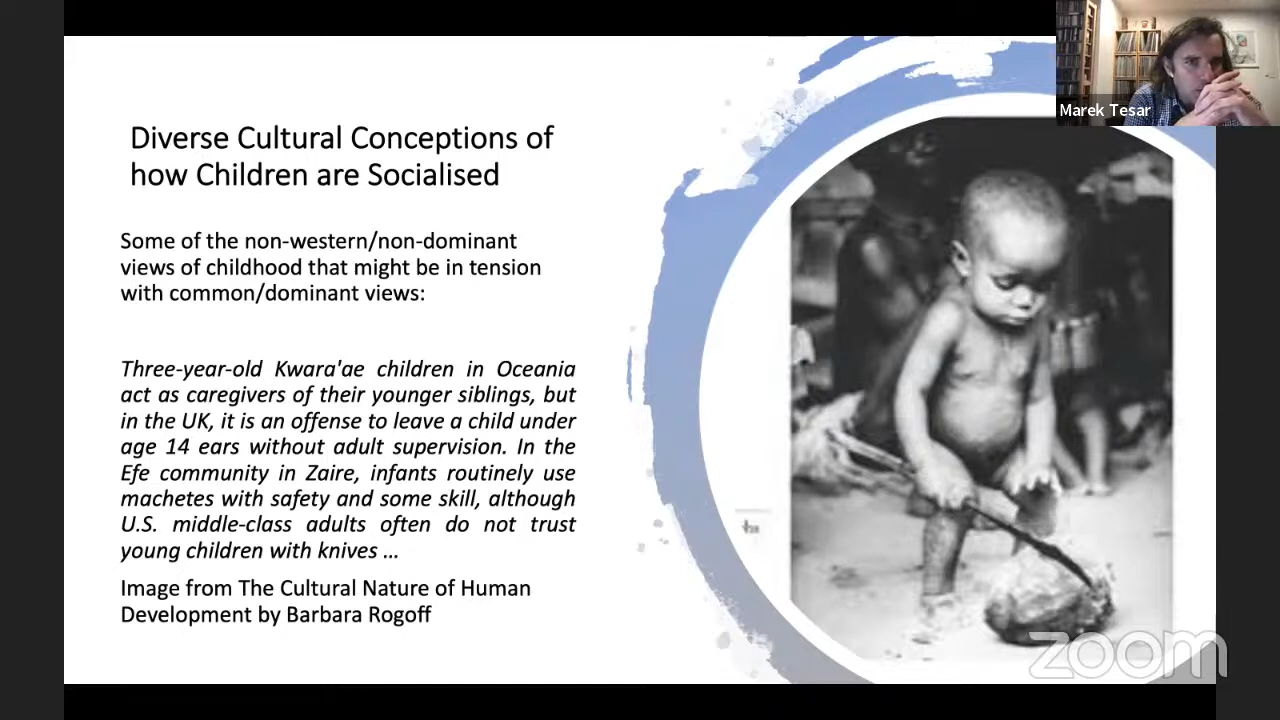 Marek Tesar
Diverse Cultural Conceptions of
how Children are Socialised
Some of the non-western/non-dominant
views of childhood that might be in tension
with common/dominant views:
Three-year-old Kwara'ae children in Oceania
act as caregivers of their younger siblings, but
in the UK, it is an offense to leave a child under
age 14 ears without adult supervision. In the
Efe community in Zaire, infants routinely use
machetes with safety and some skill, although
U.S. middle-class adults often do not trust
young children with knives ...
Image from The Cultural Nature of Human
Development by Barbara Rogoff
zoom